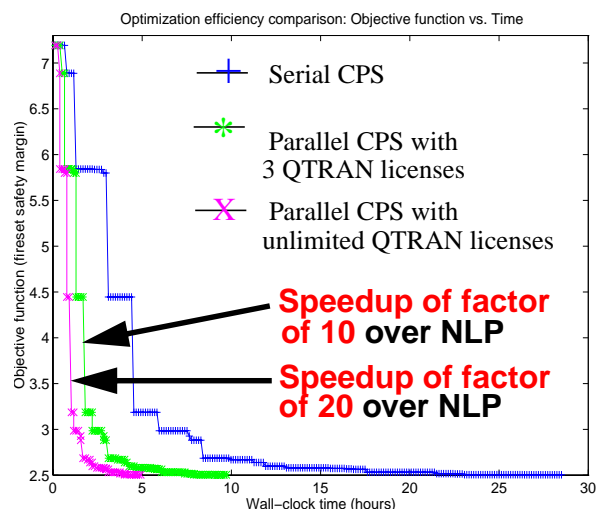 Optimization efficiency comparison: Objective function vs. Time
Objective function (fireset safety margin)
7
6.5
6
5.5
5
4.5
4
3.5
3
2.5
Serial CPS
Parallel CPS with
3 QTRAN licenses
Parallel CPS with
unlimited QTRAN licenses
Speedup of factor
of 10 over NLP
Speedup of factor
of 20 over NLP
0 5 10 15 20 25 30
Wall-clock time (hours)